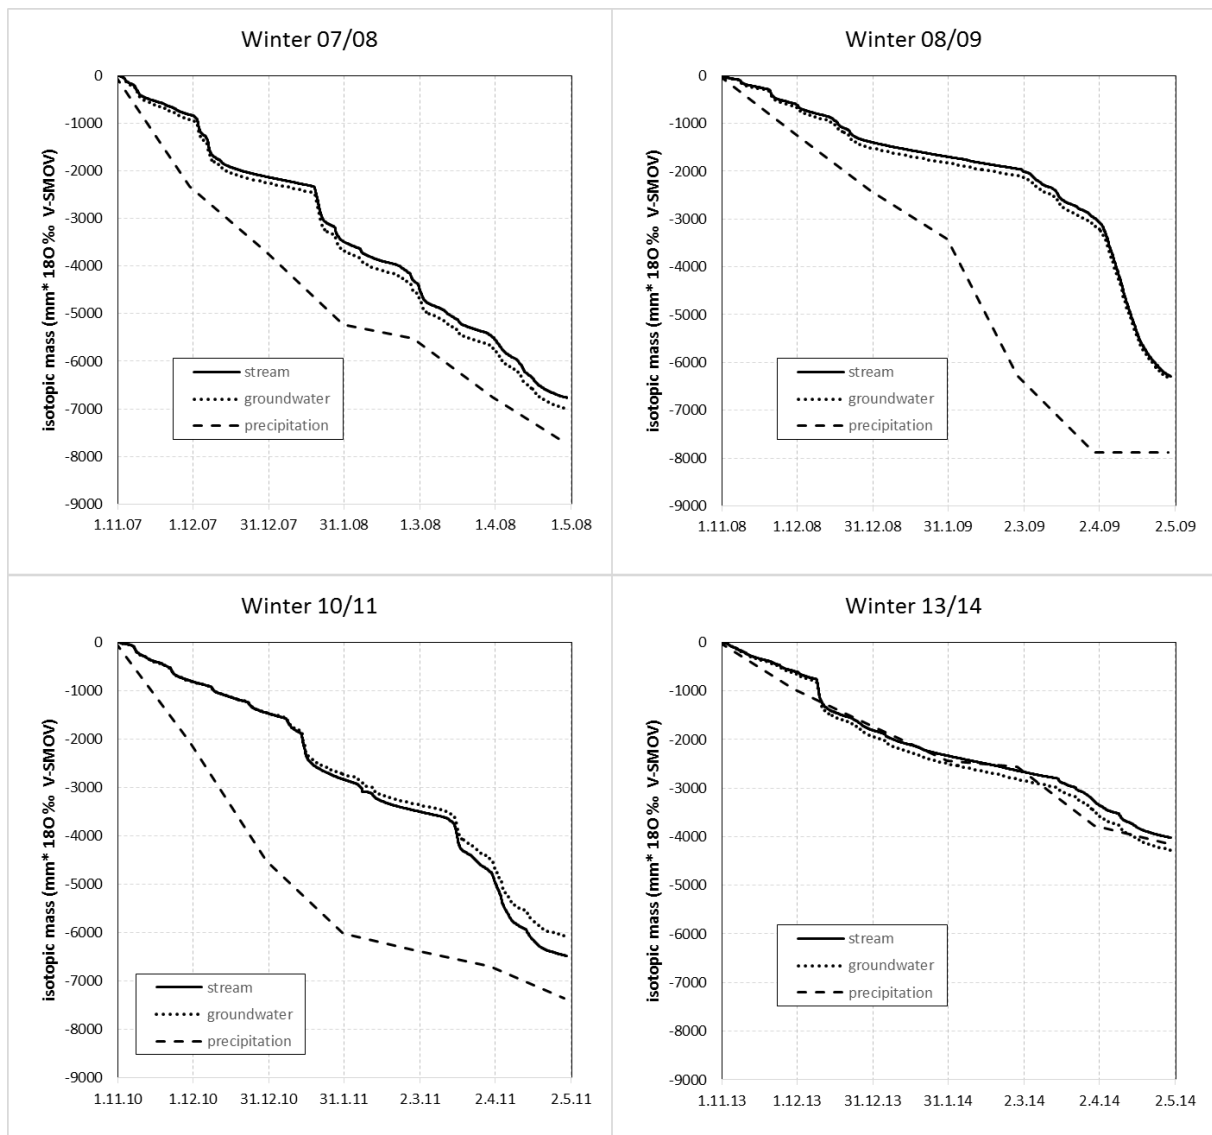 Winter 07/08
isotopic mass (mm* 18O‰ V-SMOV)
0
-1000
-2000
-3000
-4000
-5000
-6000
-7000
-8000
-9000
stream
groundwater
precipitation
1.11.07 1.12.07 31.12.07 31.1.08 1.3.08 1.4.08 1.5.08
Winter 08/09
isotopic mass (mm* 18O‰ V-SMOV)
0
-1000
-2000
-3000
-4000
-5000
-6000
-7000
-8000
-9000
stream
groundwater
precipitation
1.11.08 1.12.08 31.12.08 31.1.09 2.3.09 2.4.09 2.5.09
Winter 10/11
isotopic mass (mm* 18O‰ V-SMOV)
0
-1000
-2000
-3000
-4000
-5000
-6000
-7000
-8000
-9000
stream
groundwater
precipitation
1.11.10 1.12.10 31.12.10 31.1.11 2.3.11 2.4.11 2.5.11
Winter 13/14
isotopic mass (mm* 18O‰ V-SMOV)
0
-1000
-2000
-3000
-4000
-5000
-6000
-7000
-8000
-9000
stream
groundwater
precipitation
1.11.13 1.12.13 31.12.13 31.1.14 2.3.14 2.4.14 2.5.14